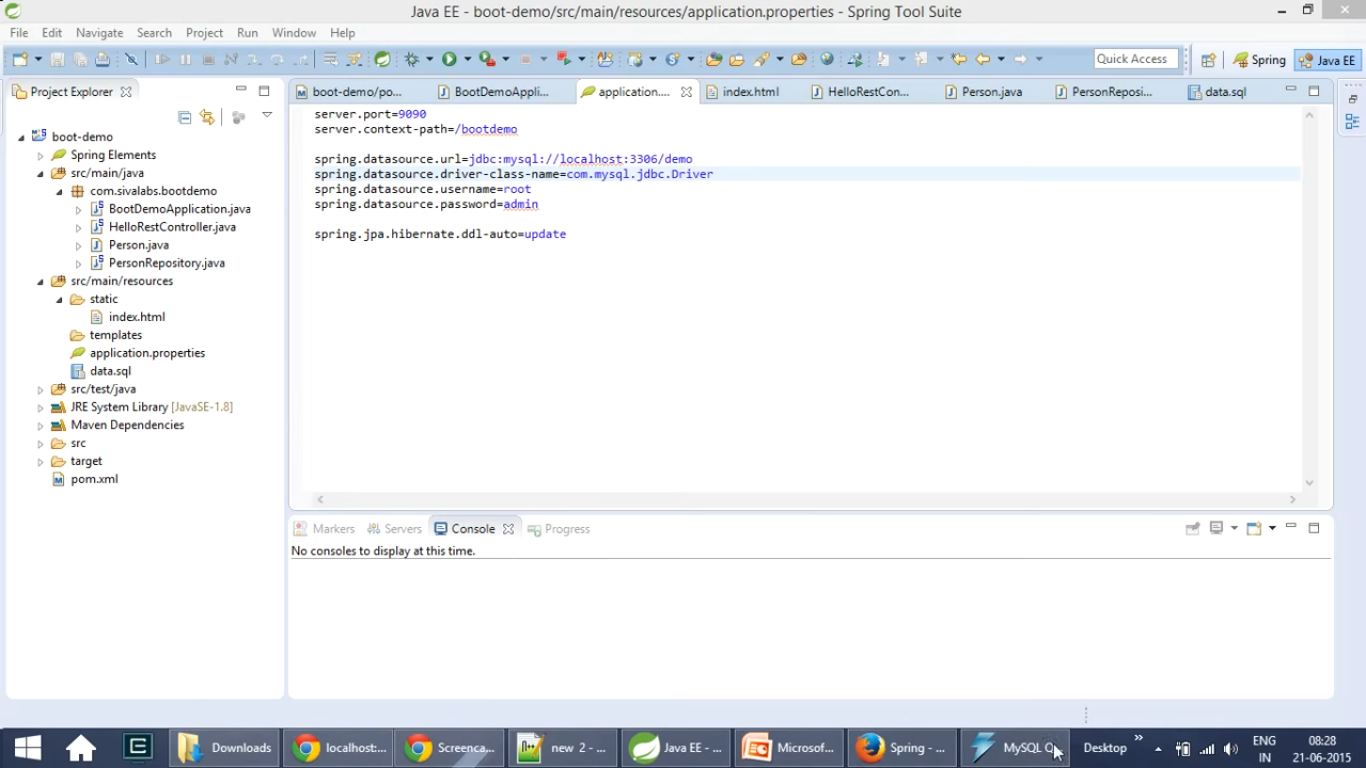 Java EE - boot-demo/src/main/resources/application.properties - Spring Tool Suite
File Edit Navigate Search Project Run Window Help
Quick Access
Spring
Java EE
Project Explorer
boot-demo
Spring Elements
src/main/java
com.sivalabs.bootdemo
BootDemoApplication.java
HelloRestController.java
Person.java
PersonRepository.java
src/main/resources
static
index.html
templates
application.properties
data.sql
src/test/java
JRE System Library [JavaSE-1.8]
Maven Dependencies
src
target
pom.xml
boot-demo/po... BootDemoAppli... application.... index.html HelloRestCon... Person.java PersonReposi... data.sql
server.port=9090
server.context-path=/bootdemo
spring.datasource.url=jdbc:mysql://localhost:3306/demo
spring.datasource.driver-class-name=com.mysql.jdbc.Driver
spring.datasource.username=root
spring.datasource.password=admin
spring.jpa.hibernate.ddl-auto=update
Markers Servers Console Progress
No consoles to display at this time.
Downloads localhost:... Screenca... new 2 - ... Java EE - ... Microsof... Spring - ... MySQL Desktop
ENG
IN
08:28
21-06-2015